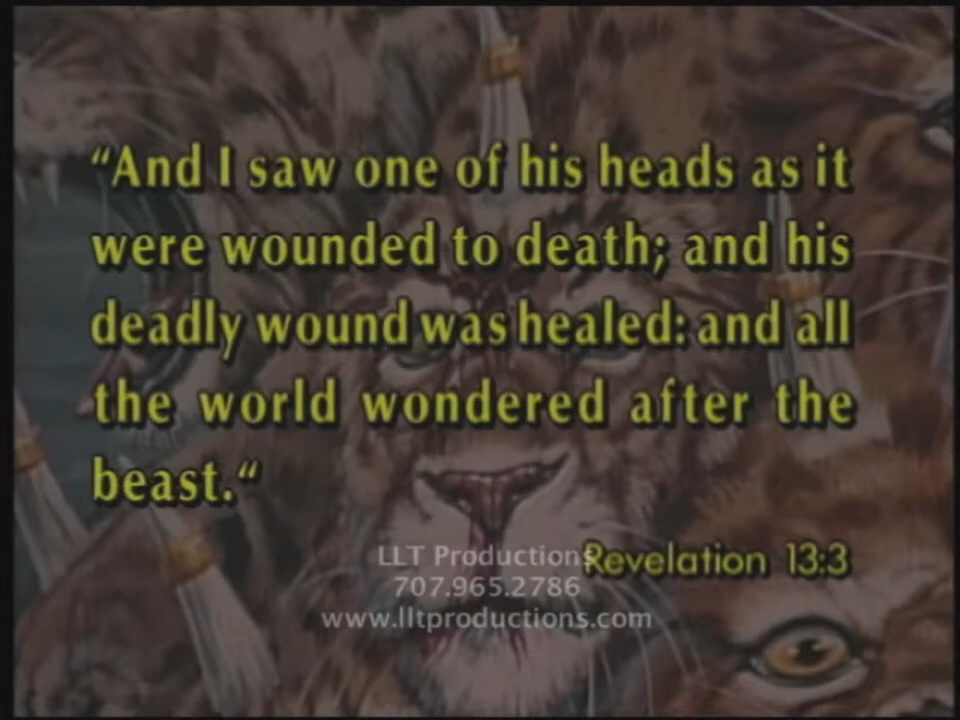 “And I saw one of his heads as it
were wounded to death; and his
deadly wound was healed: and all
the world wondered after the
beast.“
LLT Productions
Revelation 13:3
707.965.2786
www.lltproductions.com